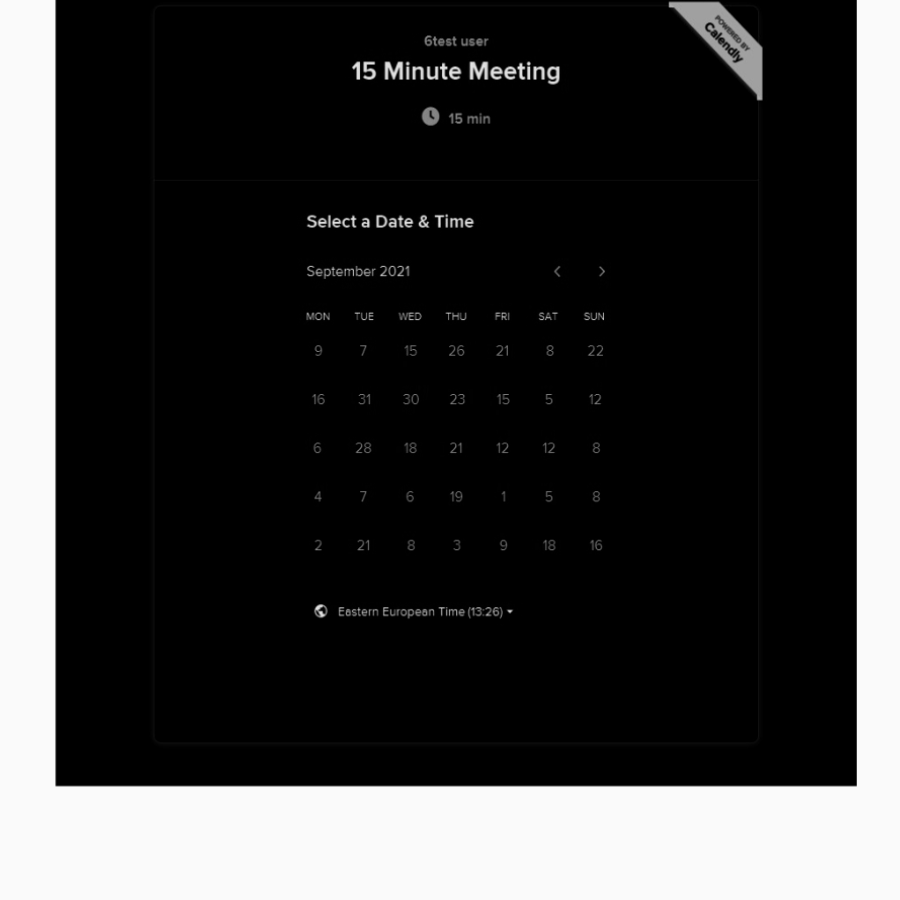 POWERED BY
Calendly
6test user
15 Minute Meeting
15 min
Select a Date & Time
September 2021
MON TUE WED THU FRI SAT SUN
9 7 15 26 21 8 22
16 31 30 23 15 5 12
6 28 18 21 12 12 8
4 7 6 19 1 5 8
2 21 8 3 9 18 16
Eastern European Time (13:26)